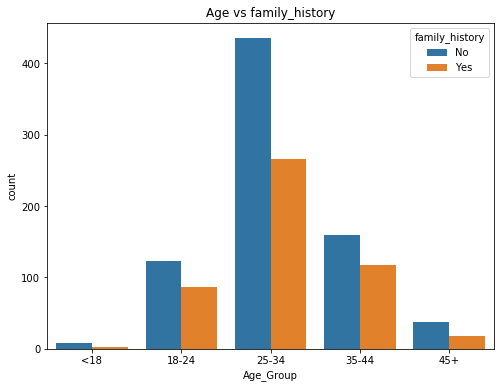 Age vs family_history
family_history
No
Yes
400
300
200
100
0
count
<18 18-24 25-34 35-44 45+
Age_Group